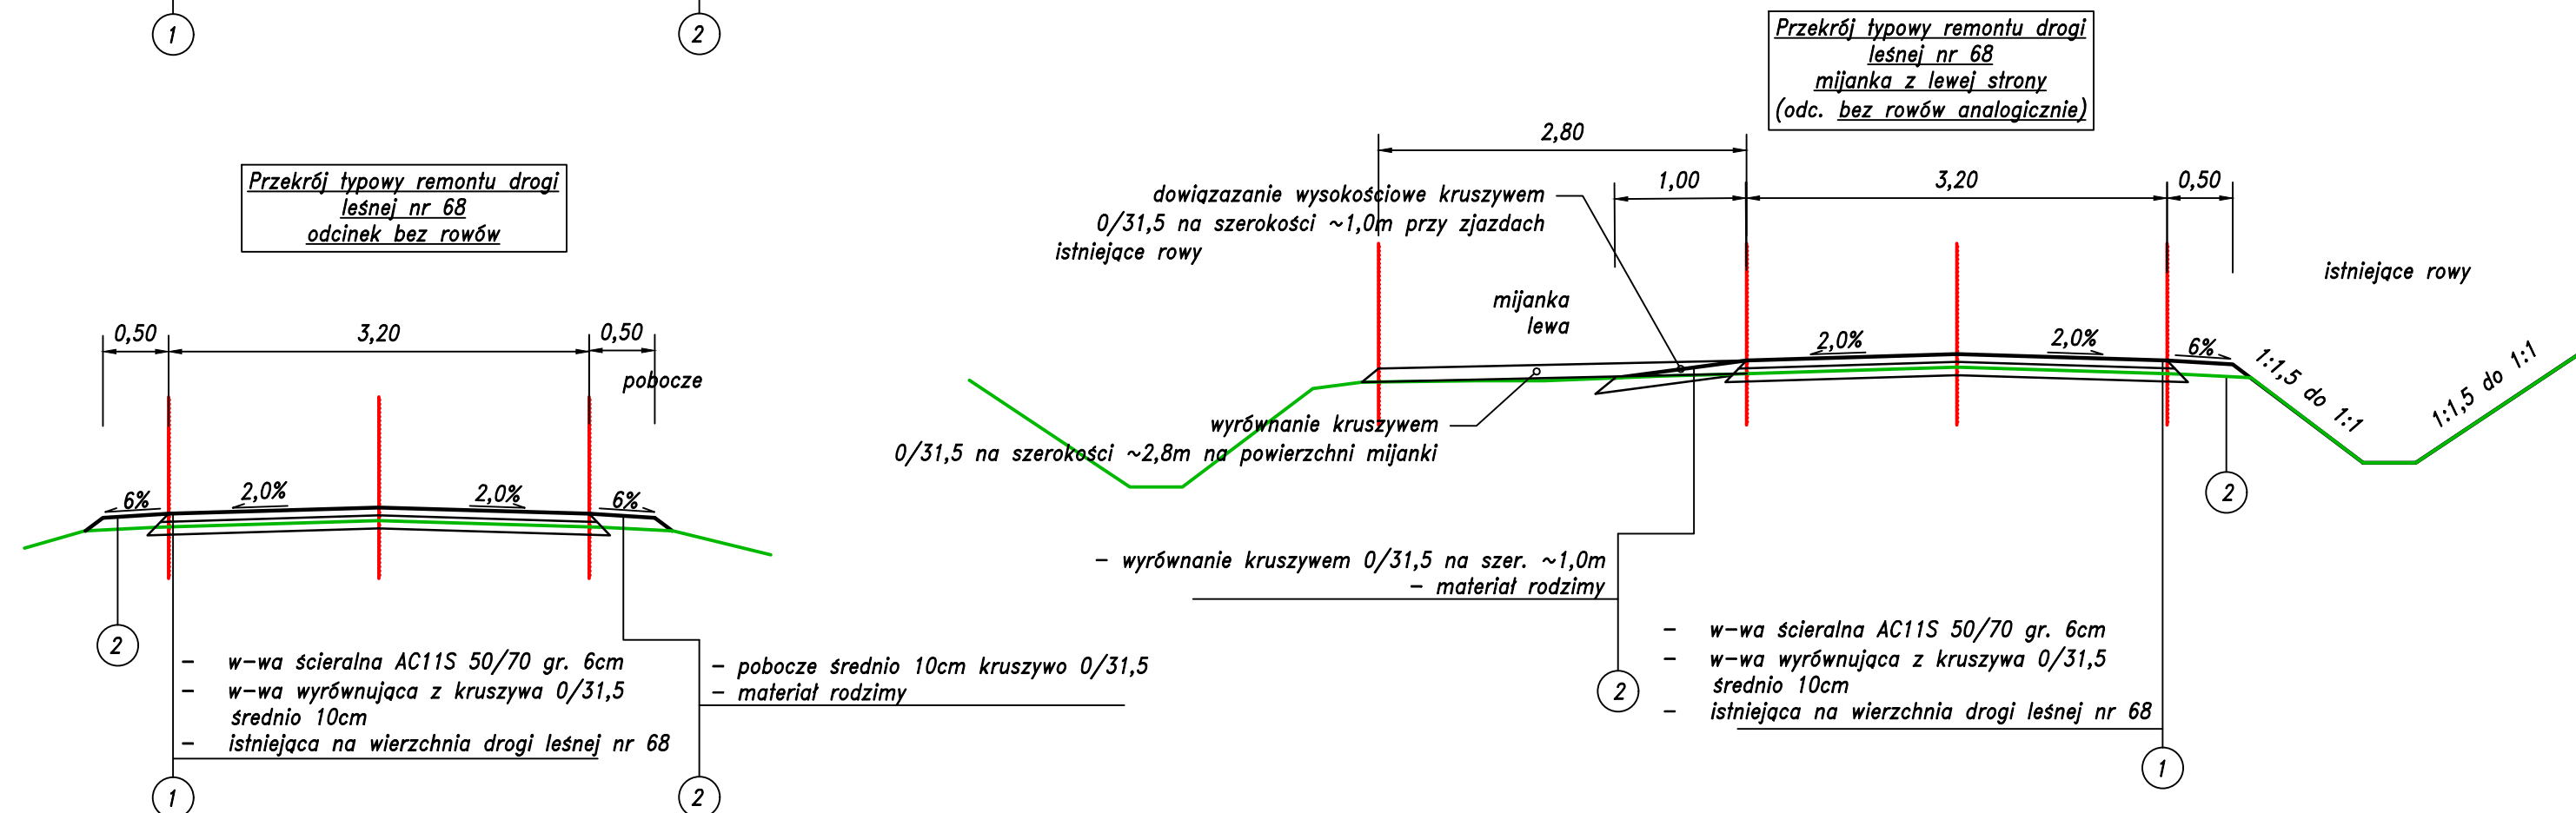 1
2
Przekrój typowy remontu drogi
leśnej nr 68
odcinek bez rowów
0,50
3,20
0,50
pobocze
6%
2,0%
2,0%
6%
2
- w-wa ścieralna AC11S 50/70 gr. 6cm
- w-wa wyrównująca z kruszywa 0/31,5
średnio 10cm
- istniejąca na wierzchnia drogi leśnej nr 68
1
- pobocze średnio 10cm kruszywo 0/31,5
- materiał rodzimy
2
Przekrój typowy remontu drogi
leśnej nr 68
mijanka z lewej strony
(odc. bez rowów analogicznie)
2,80
1,00
3,20
0,50
dowiązazanie wysokościowe kruszywem
0/31,5 na szerokości ~1,0m przy zjazdach
istniejące rowy
istniejące rowy
mijanka
lewa
2,0%
2,0%
6%
1:1,5 do 1:1
1:1,5 do 1:1
wyrównanie kruszywem
0/31,5 na szerokości ~2,8m na powierzchni mijanki
2
- wyrównanie kruszywem 0/31,5 na szer. ~1,0m
- materiał rodzimy
2
- w-wa ścieralna AC11S 50/70 gr. 6cm
- w-wa wyrównująca z kruszywa 0/31,5
średnio 10cm
- istniejąca na wierzchnia drogi leśnej nr 68
1